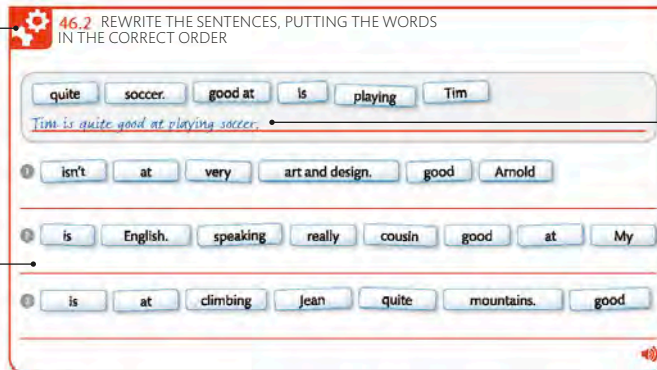 46.2 REWRITE THE SENTENCES, PUTTING THE WORDS
IN THE CORRECT ORDER
quite soccer. good at is playing Tim
Tim is quite good at playing soccer.
1 isn't at very art and design. good Arnold
2 is English. speaking really cousin good at My
3 is at climbing Jean quite mountains. good